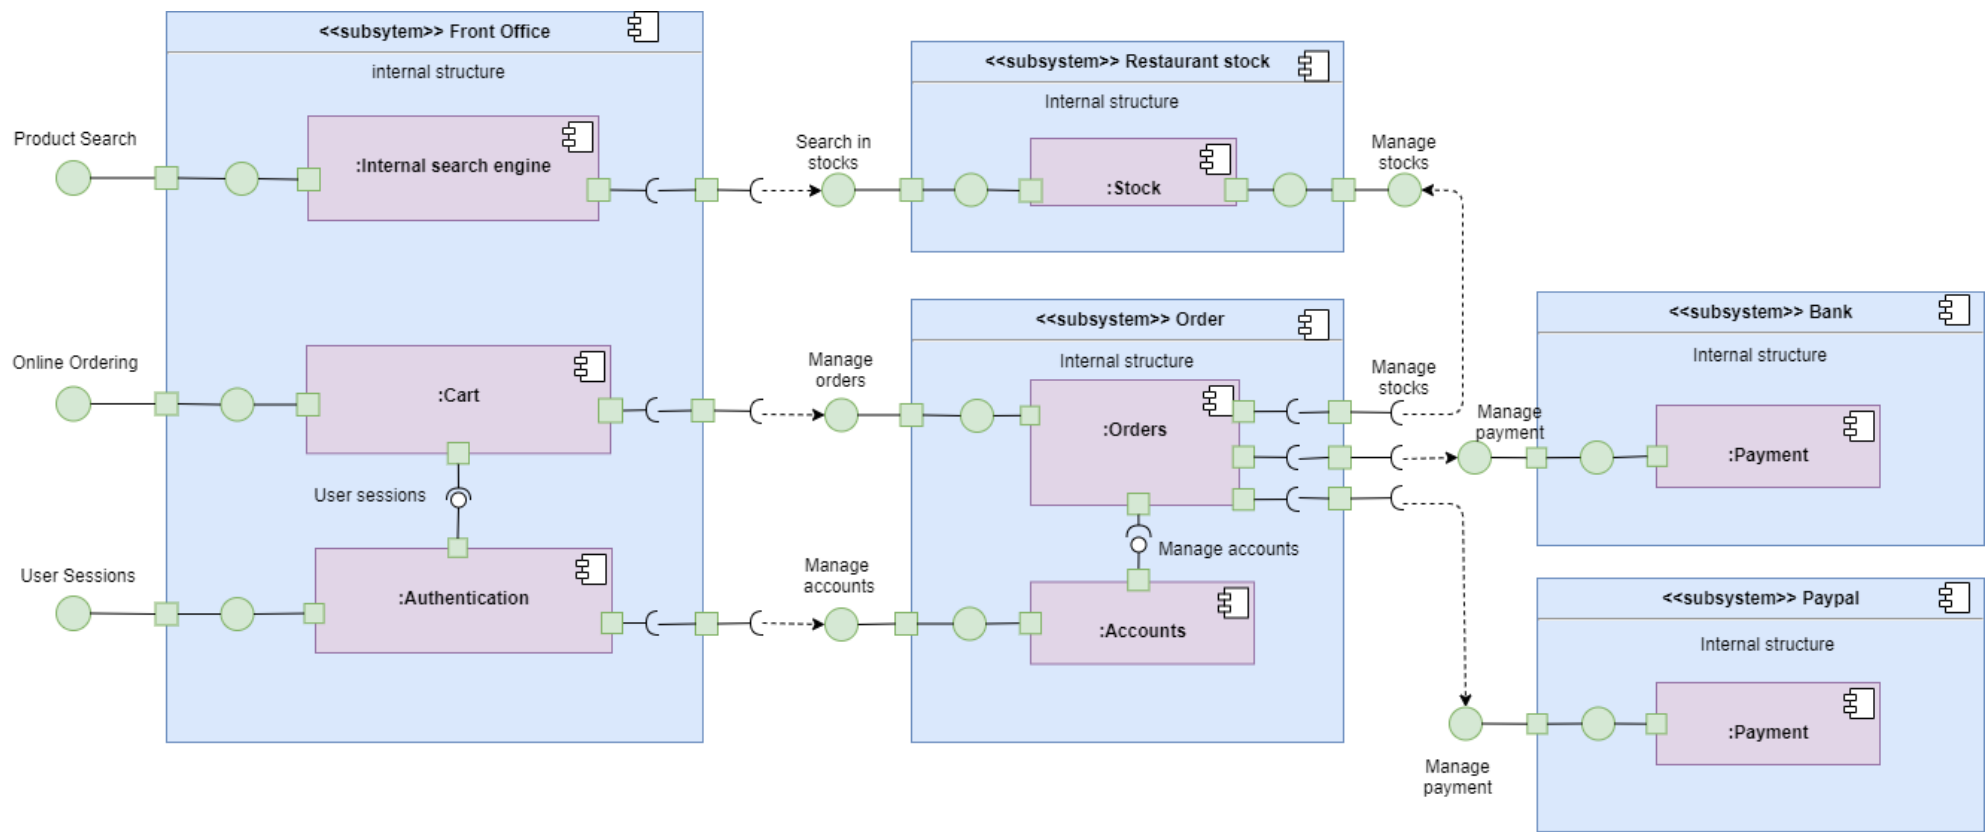 <<subsytem>> Front Office
internal structure
Product Search
:Internal search engine
Search in
stocks
<<subsystem>> Restaurant stock
Internal structure
:Stock
Manage
stocks
Online Ordering
:Cart
User sessions
User Sessions
:Authentication
Manage
orders
Manage
accounts
<<subsystem>> Order
Internal structure
:Orders
Manage accounts
:Accounts
Manage
stocks
Manage
payment
<<subsystem>> Bank
Internal structure
:Payment
<<subsystem>> Paypal
Internal structure
:Payment
Manage
payment